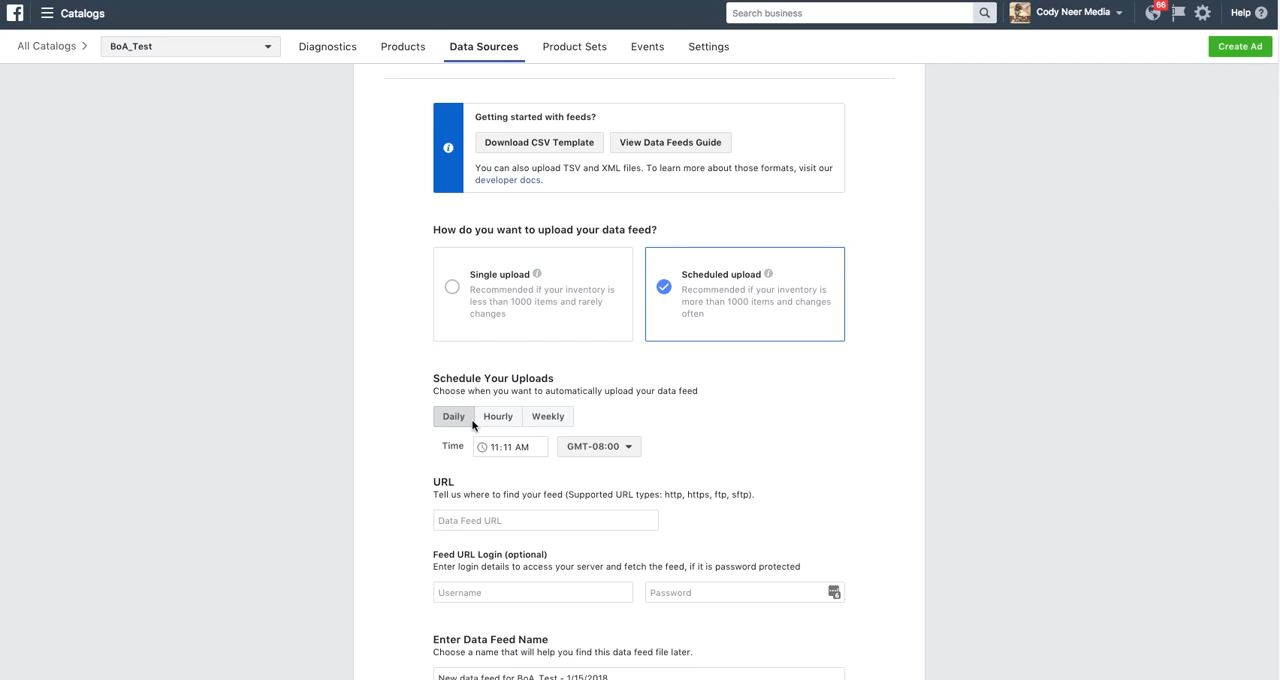 Catalogs
Search business
Cody Neer Media
66
Help
All Catalogs
BoA_Test
Diagnostics
Products
Data Sources
Product Sets
Events
Settings
Create Ad
Getting started with feeds?
Download CSV Template
View Data Feeds Guide
You can also upload TSV and XML files. To learn more about those formats, visit our
developer docs.
How do you want to upload your data feed?
Single upload
Recommended if your inventory is
less than 1000 items and rarely
changes
Scheduled upload
Recommended if your inventory is
more than 1000 items and changes
often
Schedule Your Uploads
Choose when you want to automatically upload your data feed
Daily
Hourly
Weekly
Time
11:11 AM
GMT-08:00
URL
Tell us where to find your feed (Supported URL types: http, https, ftp, sftp).
Data Feed URL
Feed URL Login (optional)
Enter login details to access your server and fetch the feed, if it is password protected
Username
Password
Enter Data Feed Name
Choose a name that will help you find this data feed file later.
New data feed for BoA_Test - 1/15/2018